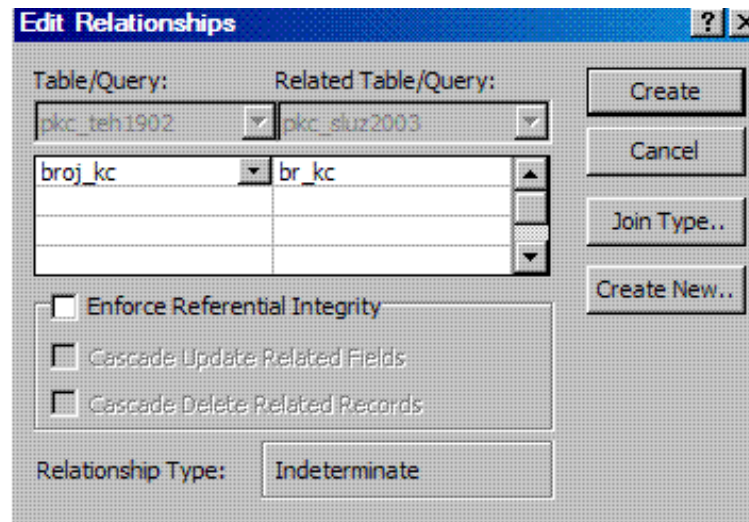 Edit Relationships
Table/Query: Related Table/Query:
pkc_teh1902 pkc_sluz2003
broj_kc br_kc
Enforce Referential Integrity
Cascade Update Related Fields
Cascade Delete Related Records
Relationship Type: Indeterminate
Create
Cancel
Join Type..
Create New..